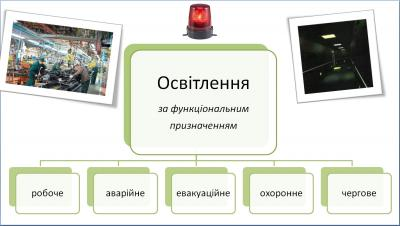 Освітлення
за функціональним
призначенням
робоче
аварійне
евакуаційне
охоронне
чергове